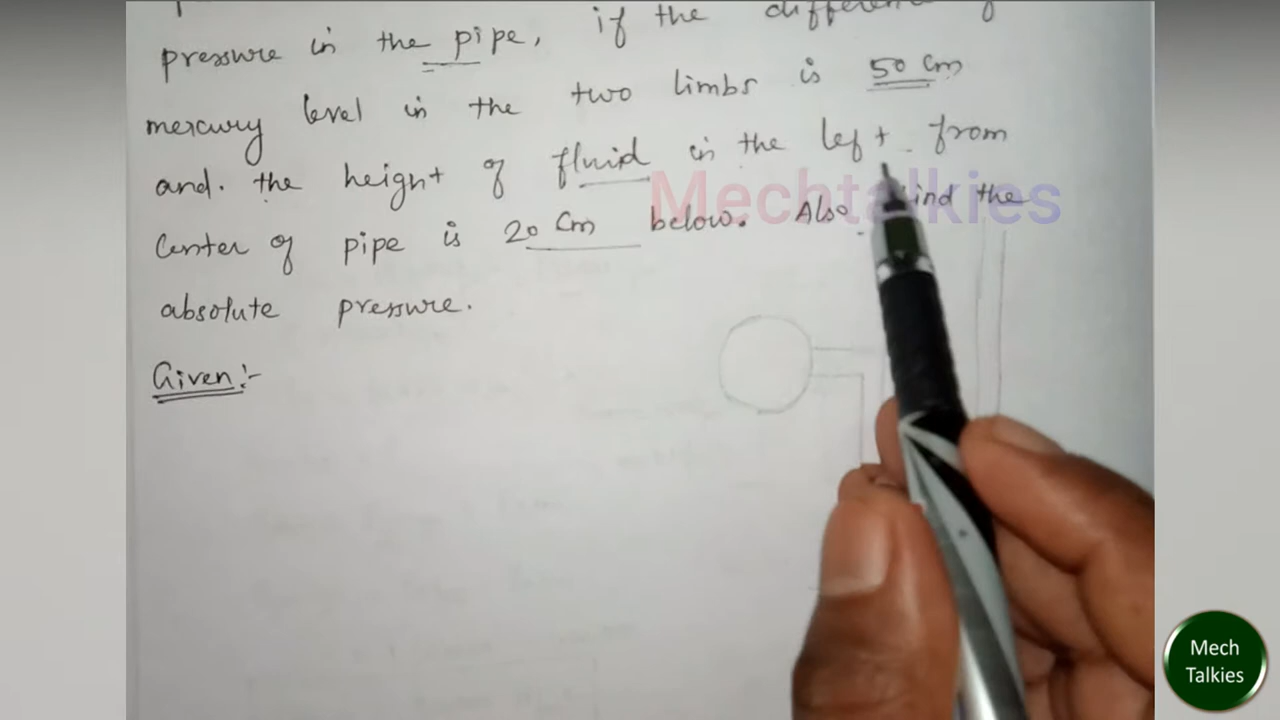 pressure in the pipe, if the difference of
mercury level in the two limbs is 50 cm
and. the height of fluid in the left from
Center of pipe is 20 Cm below. Also find the
absolute pressure.
Given:-
Mechtalkies
Mech
Talkies